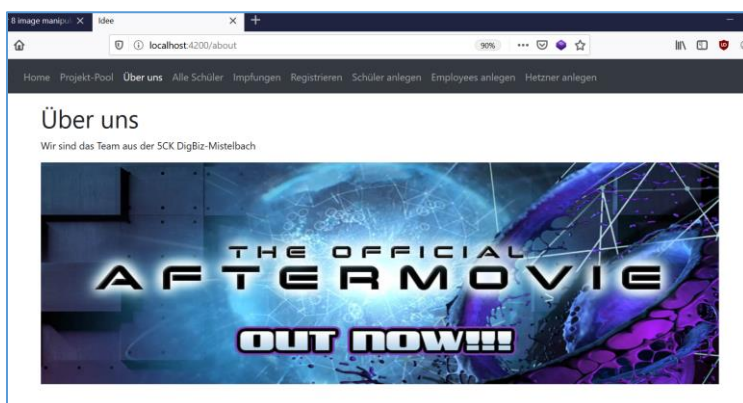 8 image manipul
Idee
localhost:4200/about
90%
Home Projekt-Pool Über uns Alle Schüler Impfungen Registrieren Schüler anlegen Employees anlegen Hetzner anlegen
Über uns
Wir sind das Team aus der 5CK DigBiz-Mistelbach
THE OFFICIAL
AFTERMOVIE
OUT NOW!!!